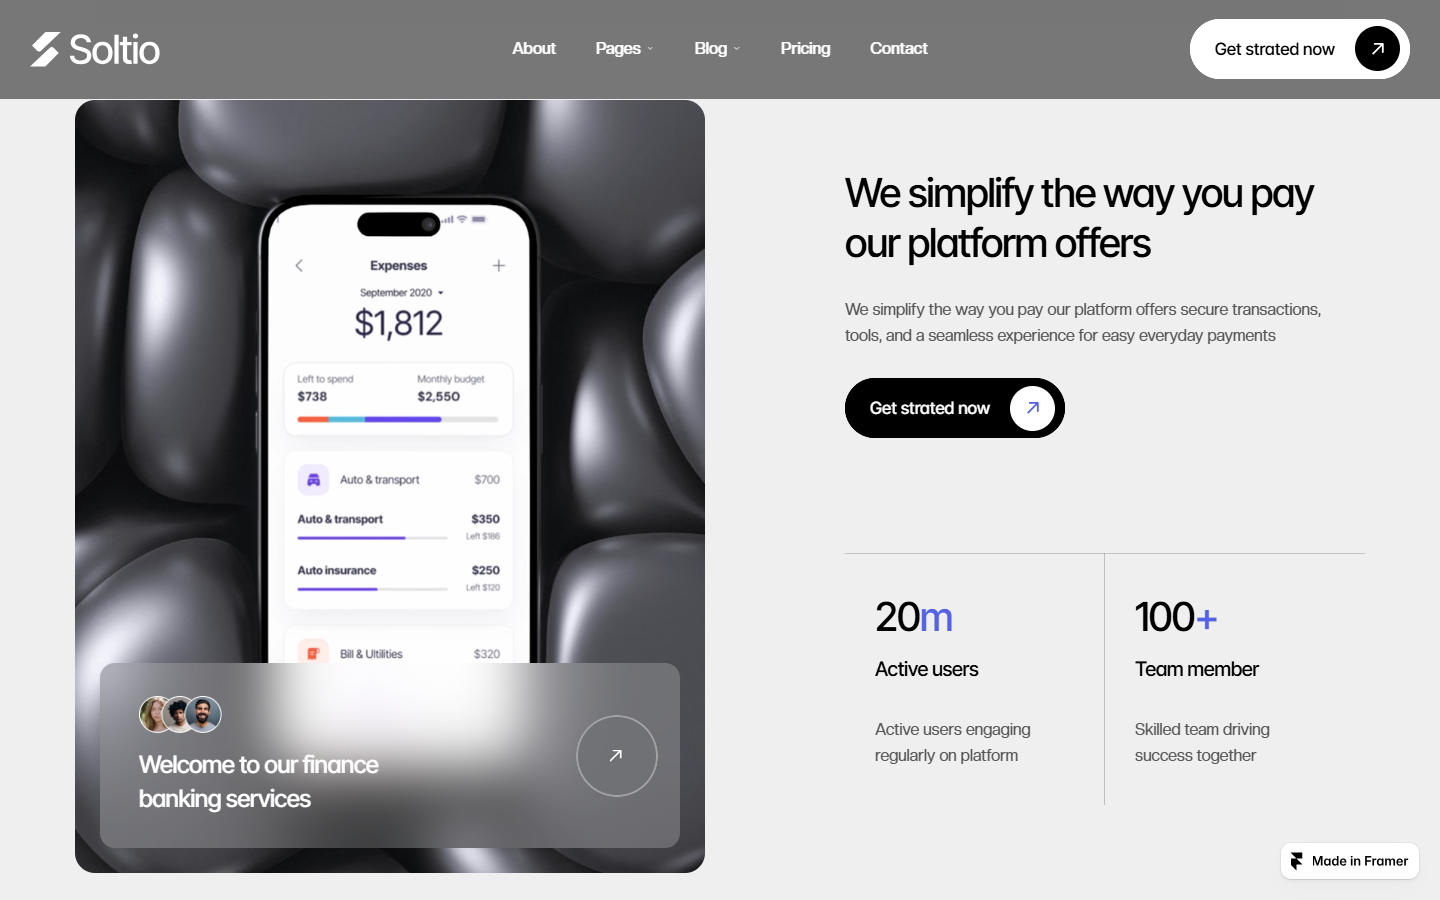 Soltio
About
Pages
Blog
Pricing
Contact
Get strated now
Expenses
September 2020
$1,812
Left to spend
Monthly budget
$738
$2,550
Auto & transport
$700
Auto & transport
$350
Left $186
Auto insurance
$250
Left $120
Bill & Ultilities
$320
Welcome to our finance
banking services
We simplify the way you pay
our platform offers
We simplify the way you pay our platform offers secure transactions,
tools, and a seamless experience for easy everyday payments
Get strated now
20m
Active users
Active users engaging
regularly on platform
100+
Team member
Skilled team driving
success together
Made in Framer